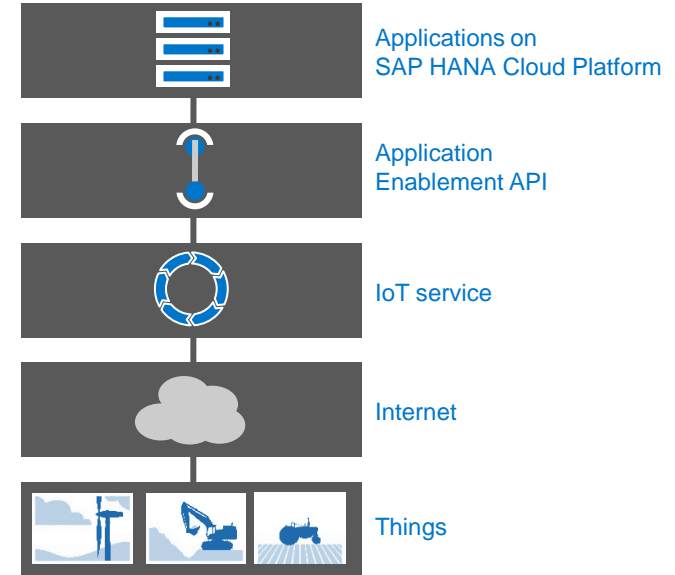 Applications on
SAP HANA Cloud Platform
Application
Enablement API
IoT service
Internet
Things